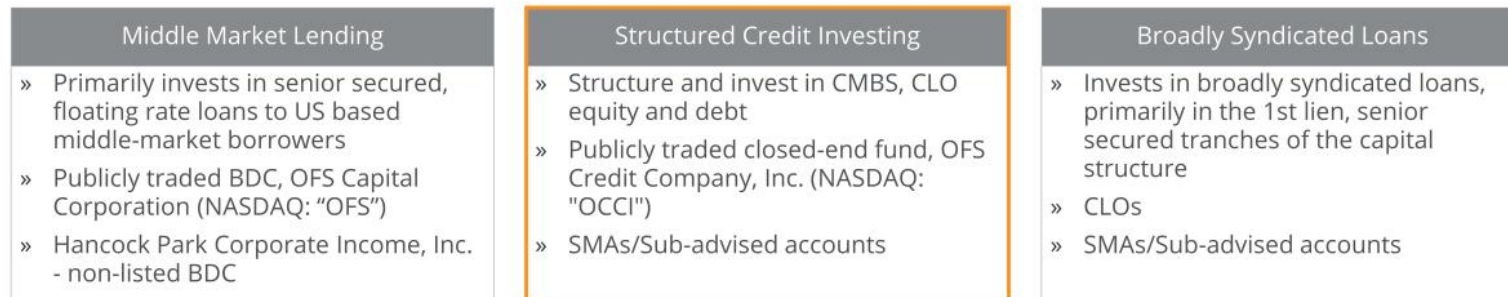 Middle Market Lending
» Primarily invests in senior secured,
floating rate loans to US based
middle-market borrowers
» Publicly traded BDC, OFS Capital
Corporation (NASDAQ: “OFS”)
» Hancock Park Corporate Income, Inc.
- non-listed BDC
Structured Credit Investing
» Structure and invest in CMBS, CLO
equity and debt
» Publicly traded closed-end fund, OFS
Credit Company, Inc. (NASDAQ:
"OCCI")
» SMAs/Sub-advised accounts
Broadly Syndicated Loans
» Invests in broadly syndicated loans,
primarily in the 1st lien, senior
secured tranches of the capital
structure
» CLOs
» SMAs/Sub-advised accounts